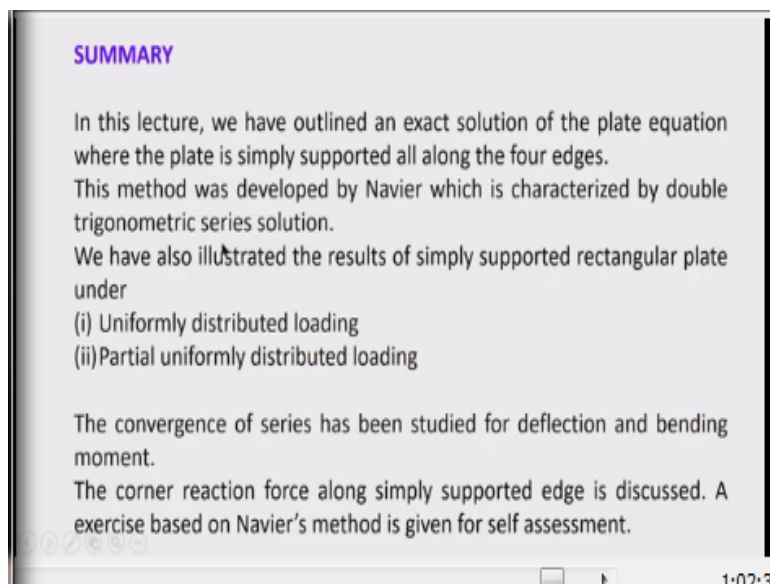 SUMMARY
In this lecture, we have outlined an exact solution of the plate equation
where the plate is simply supported all along the four edges.
This method was developed by Navier which is characterized by double
trigonometric series solution.
We have also illustrated the results of simply supported rectangular plate
under
(i) Uniformly distributed loading
(ii)Partial uniformly distributed loading
The convergence of series has been studied for deflection and bending
moment.
The corner reaction force along simply supported edge is discussed. A
exercise based on Navier's method is given for self assessment.